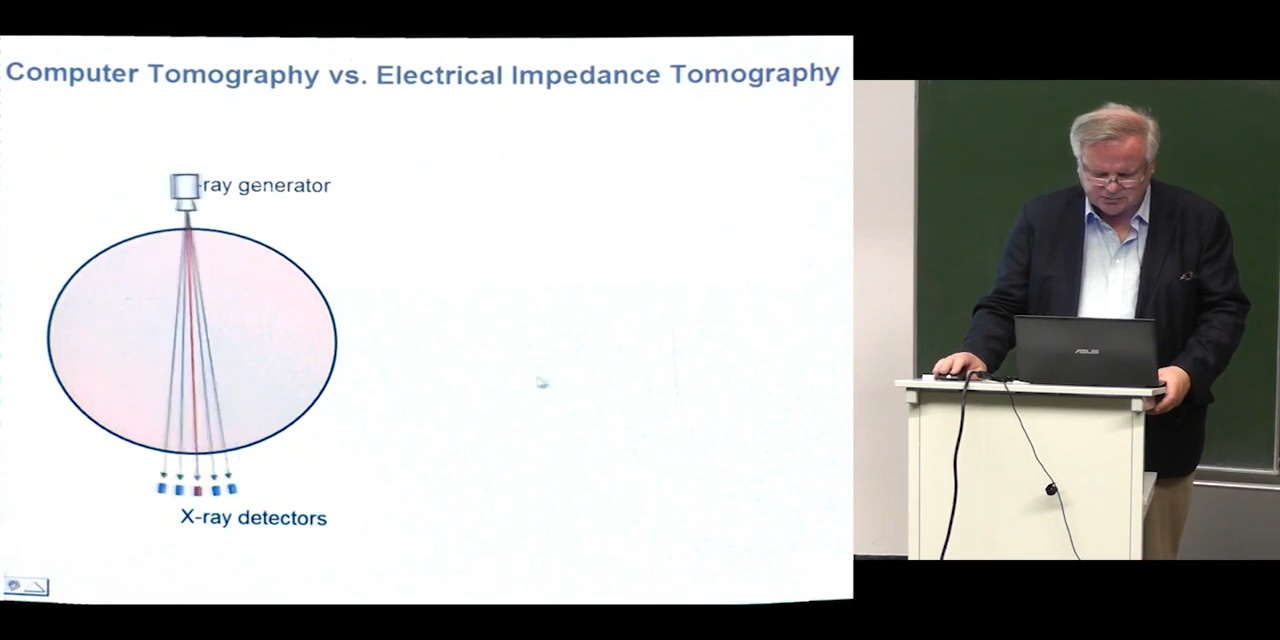 Computer Tomography vs. Electrical Impedance Tomography
-ray generator
X-ray detectors
ASUS